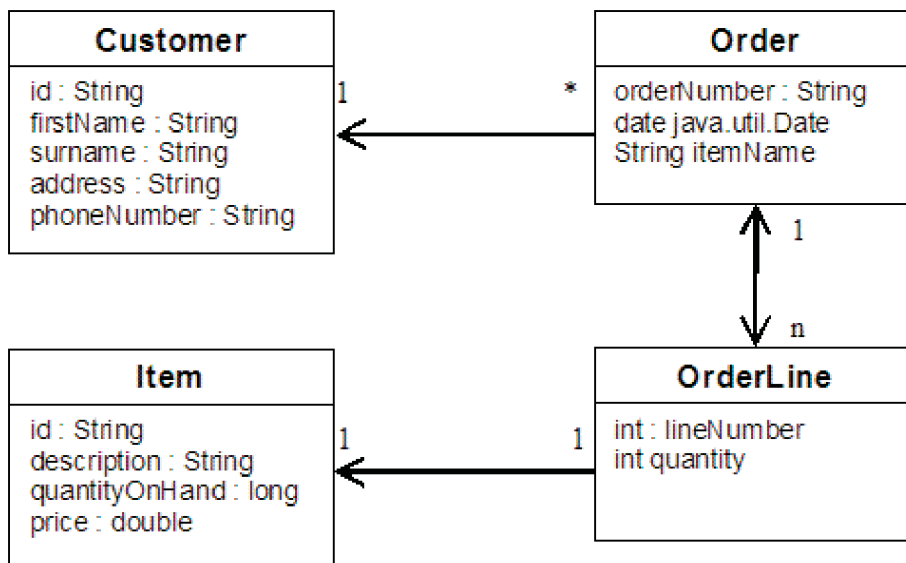 Customer
id : String
firstName : String
surname : String
address : String
phoneNumber : String
1
*
Order
orderNumber : String
date java.util.Date
String itemName
1
n
Item
id : String
description : String
quantityOnHand : long
price : double
1
1
OrderLine
int : lineNumber
int quantity